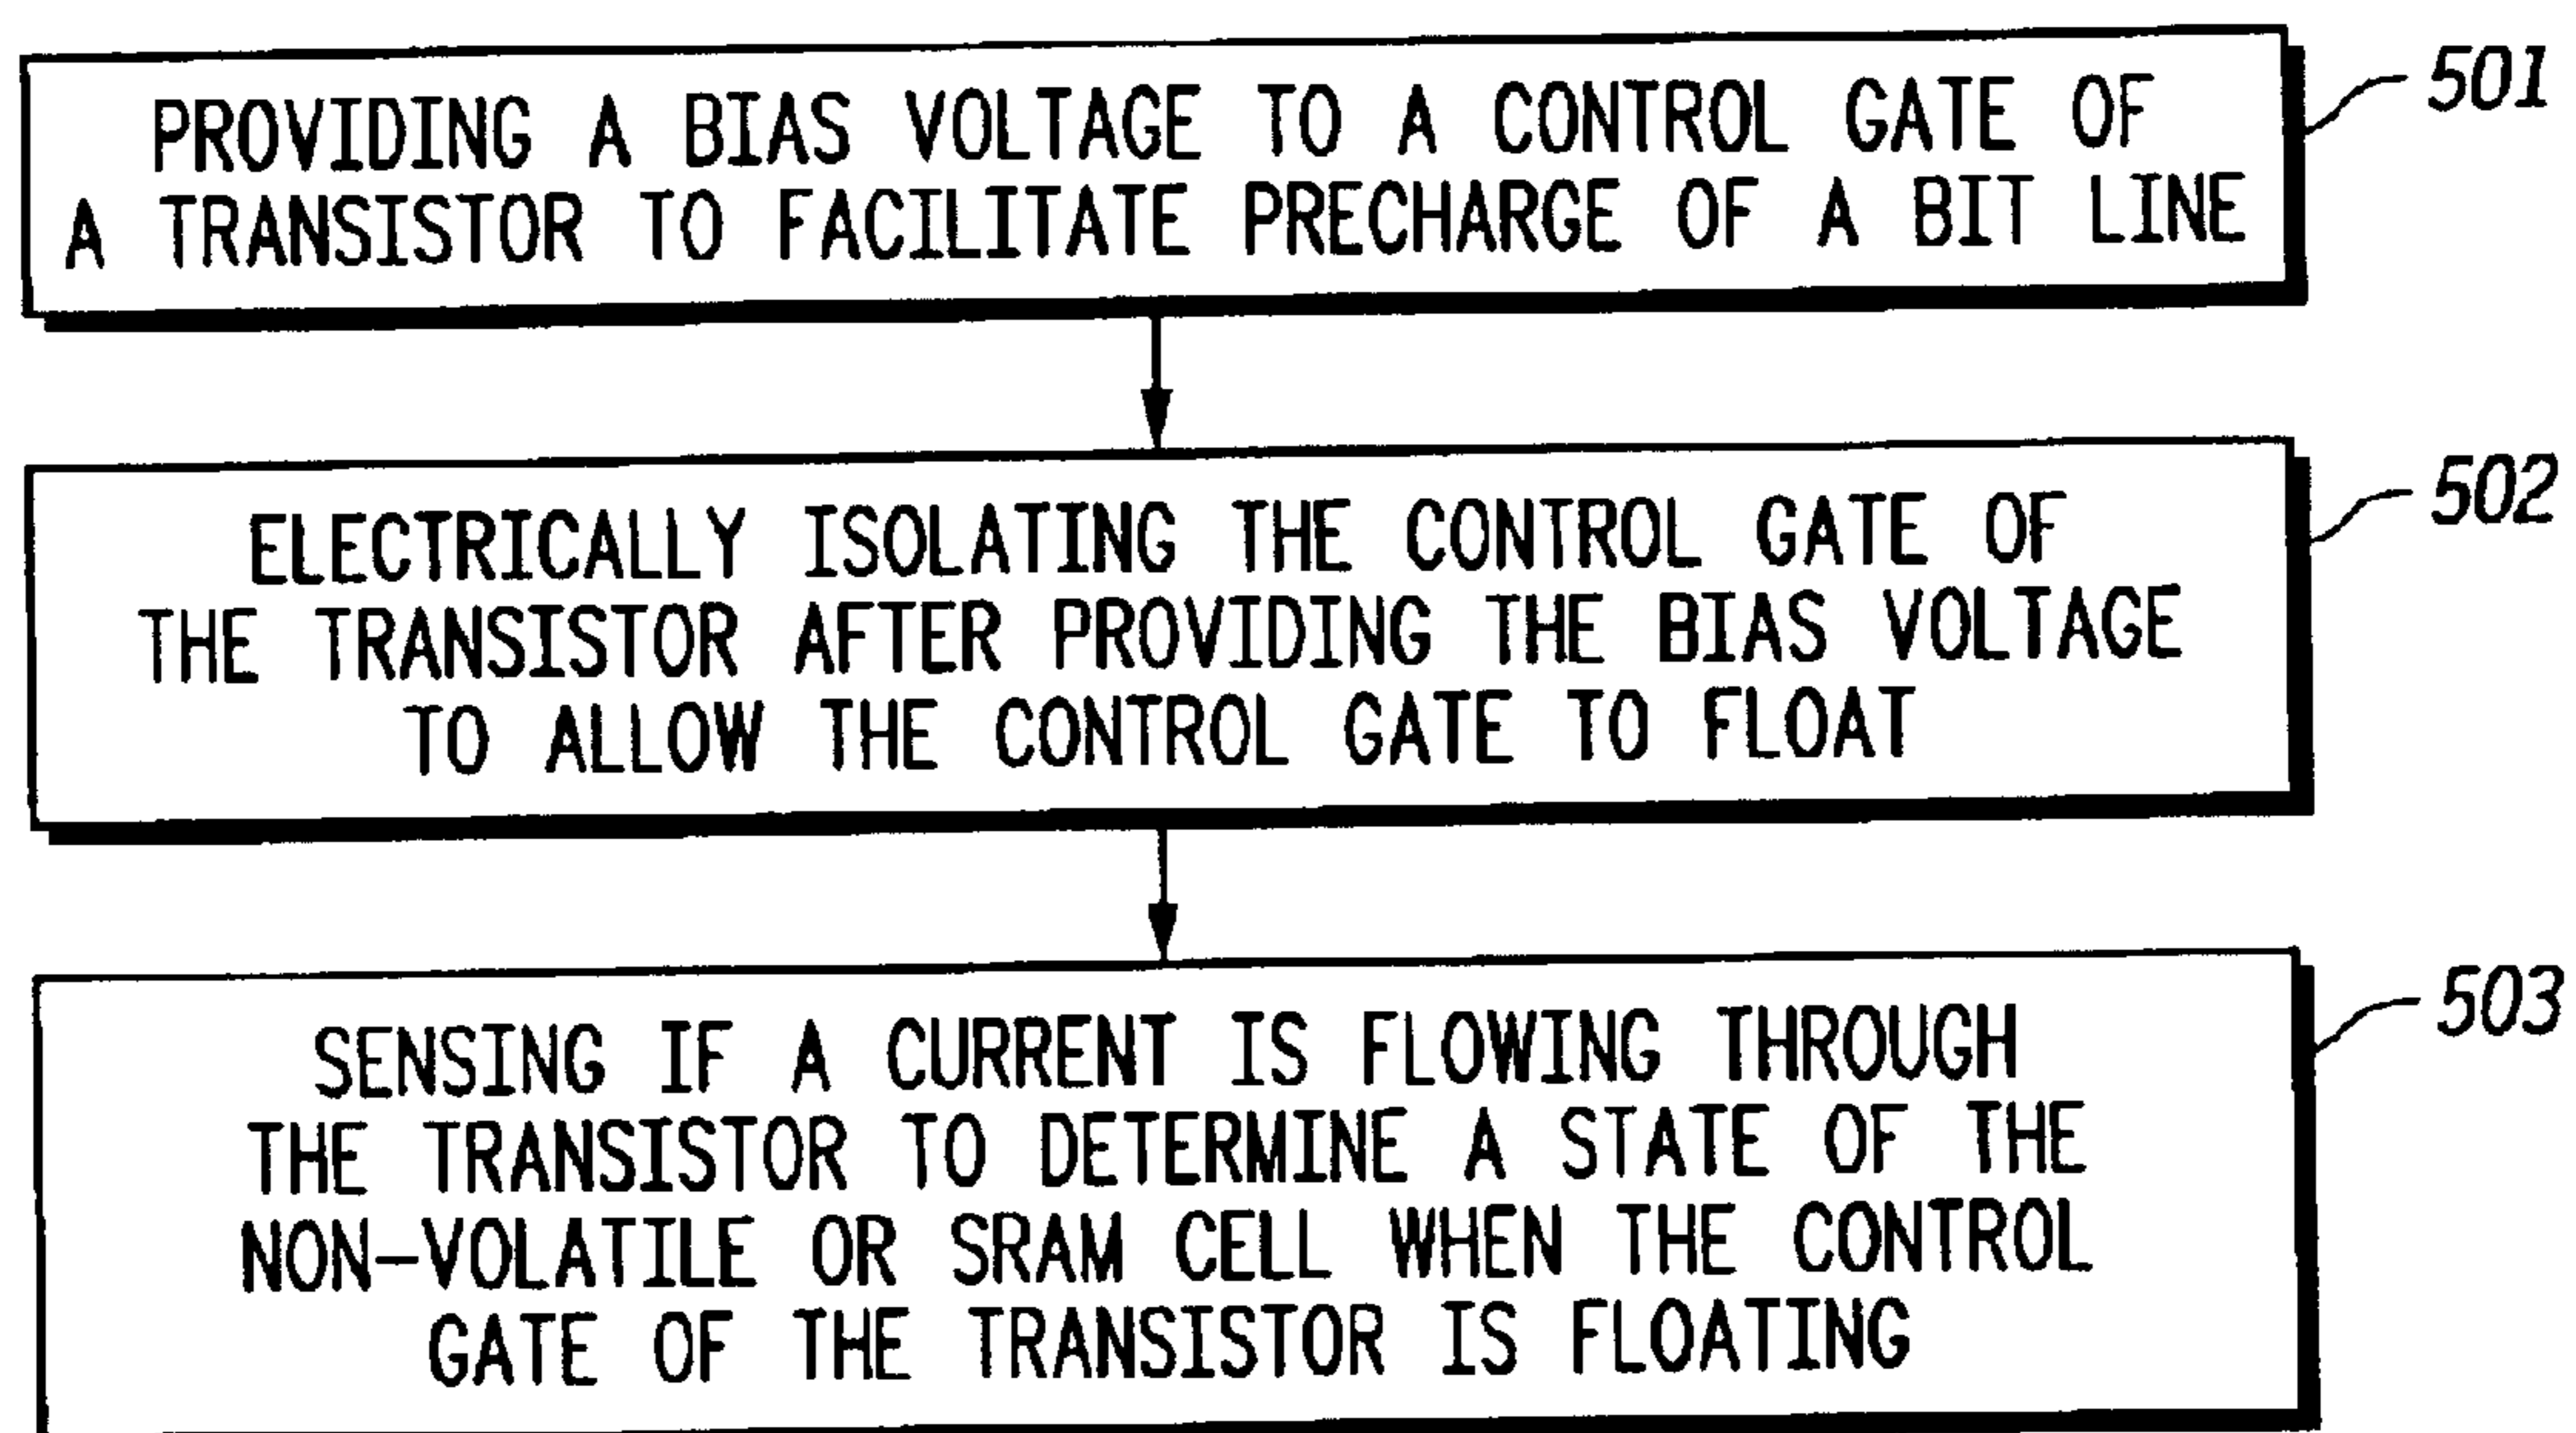 PROVIDING A BIAS VOLTAGE TO A CONTROL GATE OF
A TRANSISTOR TO FACILITATE PRECHARGE OF A BIT LINE
501
ELECTRICALLY ISOLATING THE CONTROL GATE OF
THE TRANSISTOR AFTER PROVIDING THE BIAS VOLTAGE
TO ALLOW THE CONTROL GATE TO FLOAT
502
SENSING IF A CURRENT IS FLOWING THROUGH
THE TRANSISTOR TO DETERMINE A STATE OF THE
NON-VOLATILE OR SRAM CELL WHEN THE CONTROL
GATE OF THE TRANSISTOR IS FLOATING
503